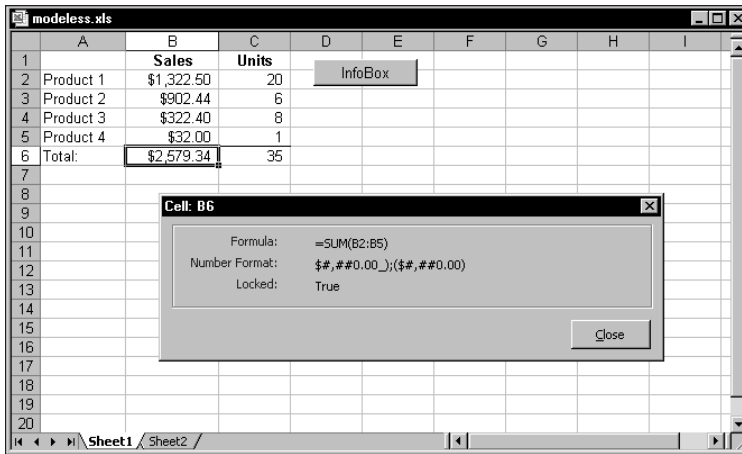 modeless.xls
A B C D E F G H I
1 Sales Units
2 Product 1 $1,322.50 20 InfoBox
3 Product 2 $902.44 6
4 Product 3 $322.40 8
5 Product 4 $32.00 1
6 Total: $2,579.34 35
7
8
9 Cell: B6
10
11 Formula: =SUM(B2:B5)
12 Number Format: $#,##0.00_);($#,##0.00)
13 Locked: True
14
15
16 Close
17
18
19
20
Sheet1 Sheet2